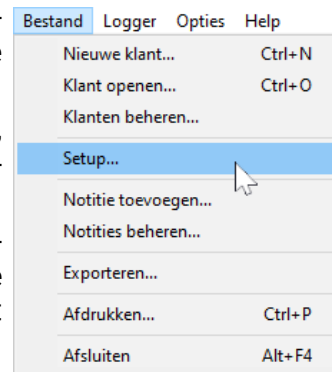 Bestand Logger Opties Help
Nieuwe klant... Ctrl+N
Klant openen... Ctrl+O
Klanten beheren...
Setup...
Notitie toevoegen...
Notities beheren...
Exporteren...
Afdrukken... Ctrl+P
Afsluiten Alt+F4